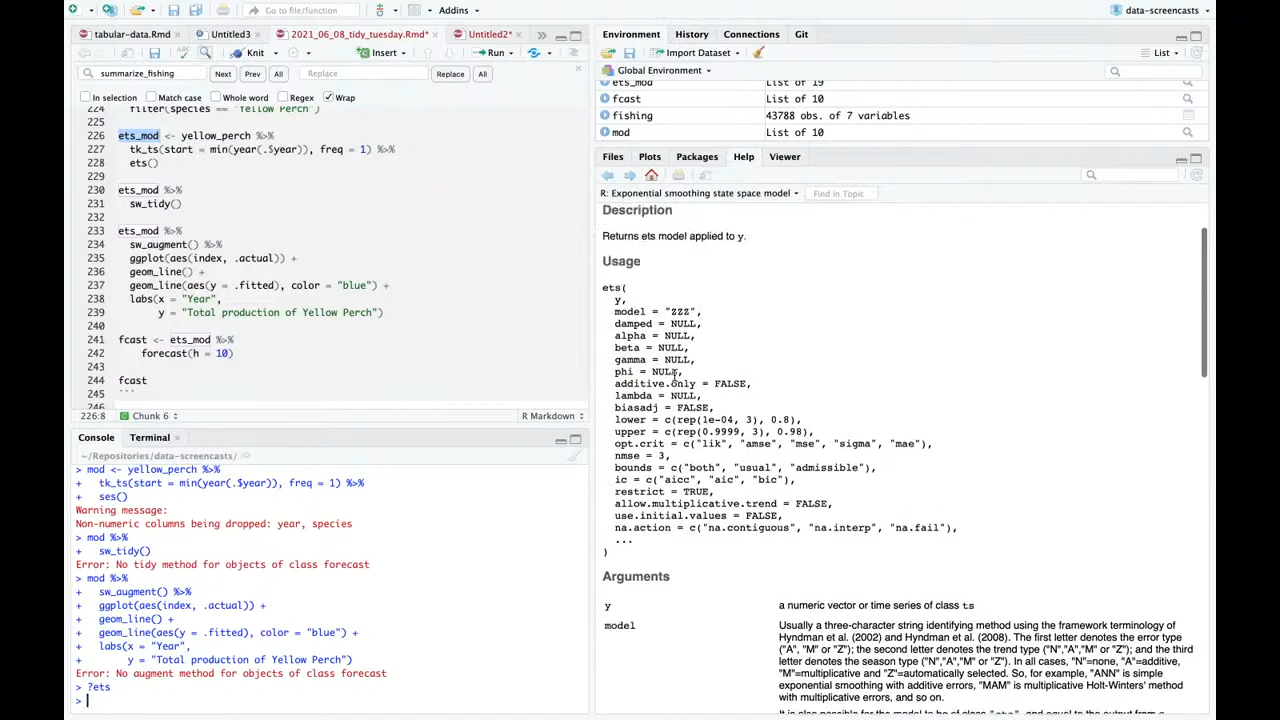 Go to file/function
Addins
data-screencasts
tabular-data.Rmd
Untitled3
2021_06_08_tidy_tuesday.Rmd*
Untitled2*
Knit
Insert
Run
summarize_fishing
Next
Prev
All
Replace
Replace
All
In selection
Match case
Whole word
Regex
Wrap
224 filter(species == "Yellow Perch")
225
226 ets_mod <- yellow_perch %>%
227 tk_ts(start = min(year(.$year)), freq = 1) %>%
228 ets()
230 ets_mod %>%
231 sw_tidy()
232
233 ets_mod %>%
234 sw_augment() %>%
235 ggplot(aes(index, .actual)) +
236 geom_line() +
237 geom_line(aes(y = .fitted), color = "blue") +
238 labs(x = "Year",
239 y = "Total production of Yellow Perch")
240
241 fcast <- ets_mod %>%
242 forecast(h = 10)
243
244 fcast
245 ```
246
226:8
Chunk 6
R Markdown
Console
Terminal
~/Repositories/data-screencasts/
> mod <- yellow_perch %>%
+ tk_ts(start = min(year(.$year)), freq = 1) %>%
+ ses()
Warning message:
Non-numeric columns being dropped: year, species
> mod %>%
+ sw_tidy()
Error: No tidy method for objects of class forecast
> mod %>%
+ sw_augment() %>%
+ ggplot(aes(index, .actual)) +
+ geom_line() +
+ geom_line(aes(y = .fitted), color = "blue") +
+ labs(x = "Year",
+ y = "Total production of Yellow Perch")
Error: No augment method for objects of class forecast
> ?ets
>
Environment
History
Connections
Git
Import Dataset
List
Global Environment
ets_mod List of 19
fcast List of 10
fishing 43788 obs. of 7 variables
mod List of 10
Files
Plots
Packages
Help
Viewer
R: Exponential smoothing state space model
Find in Topic
Description
Returns ets model applied to y.
Usage
ets(
y,
model = "ZZZ",
damped = NULL,
alpha = NULL,
beta = NULL,
gamma = NULL,
phi = NULL,
additive.only = FALSE,
lambda = NULL,
biasadj = FALSE,
lower = c(rep(1e-04, 3), 0.8),
upper = c(rep(0.9999, 3), 0.98),
opt.crit = c("lik", "amse", "mse", "sigma", "mae"),
nmse = 3,
bounds = c("both", "usual", "admissible"),
ic = c("aicc", "aic", "bic"),
restrict = TRUE,
allow.multiplicative.trend = FALSE,
use.initial.values = FALSE,
na.action = c("na.contiguous", "na.interp", "na.fail"),
...
)
Arguments
y a numeric vector or time series of class ts
model Usually a three-character string identifying method using the framework terminology of
Hyndman et al. (2002) and Hyndman et al. (2008). The first letter denotes the error type
("A", "M" or "Z"); the second letter denotes the trend type ("N","A","M" or "Z"); and the third
letter denotes the season type ("N","A","M" or "Z"). In all cases, "N"=none, "A"=additive,
"M"=multiplicative and "Z"=automatically selected. So, for example, "ANN" is simple
exponential smoothing with additive errors, "MAM" is multiplicative Holt-Winters' method
with multiplicative errors, and so on.